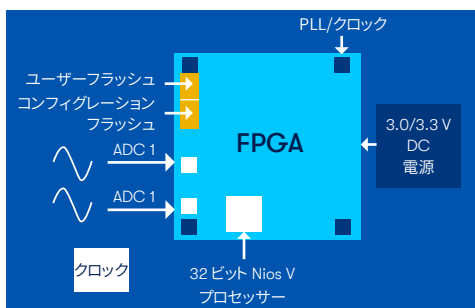 PLL/クロック
ユーザーフラッシュ
コンフィグレーション
フラッシュ
FPGA
3.0/3.3 V
DC
電源
ADC 1
ADC 1
クロック
32 ビット Nios V
プロセッサー